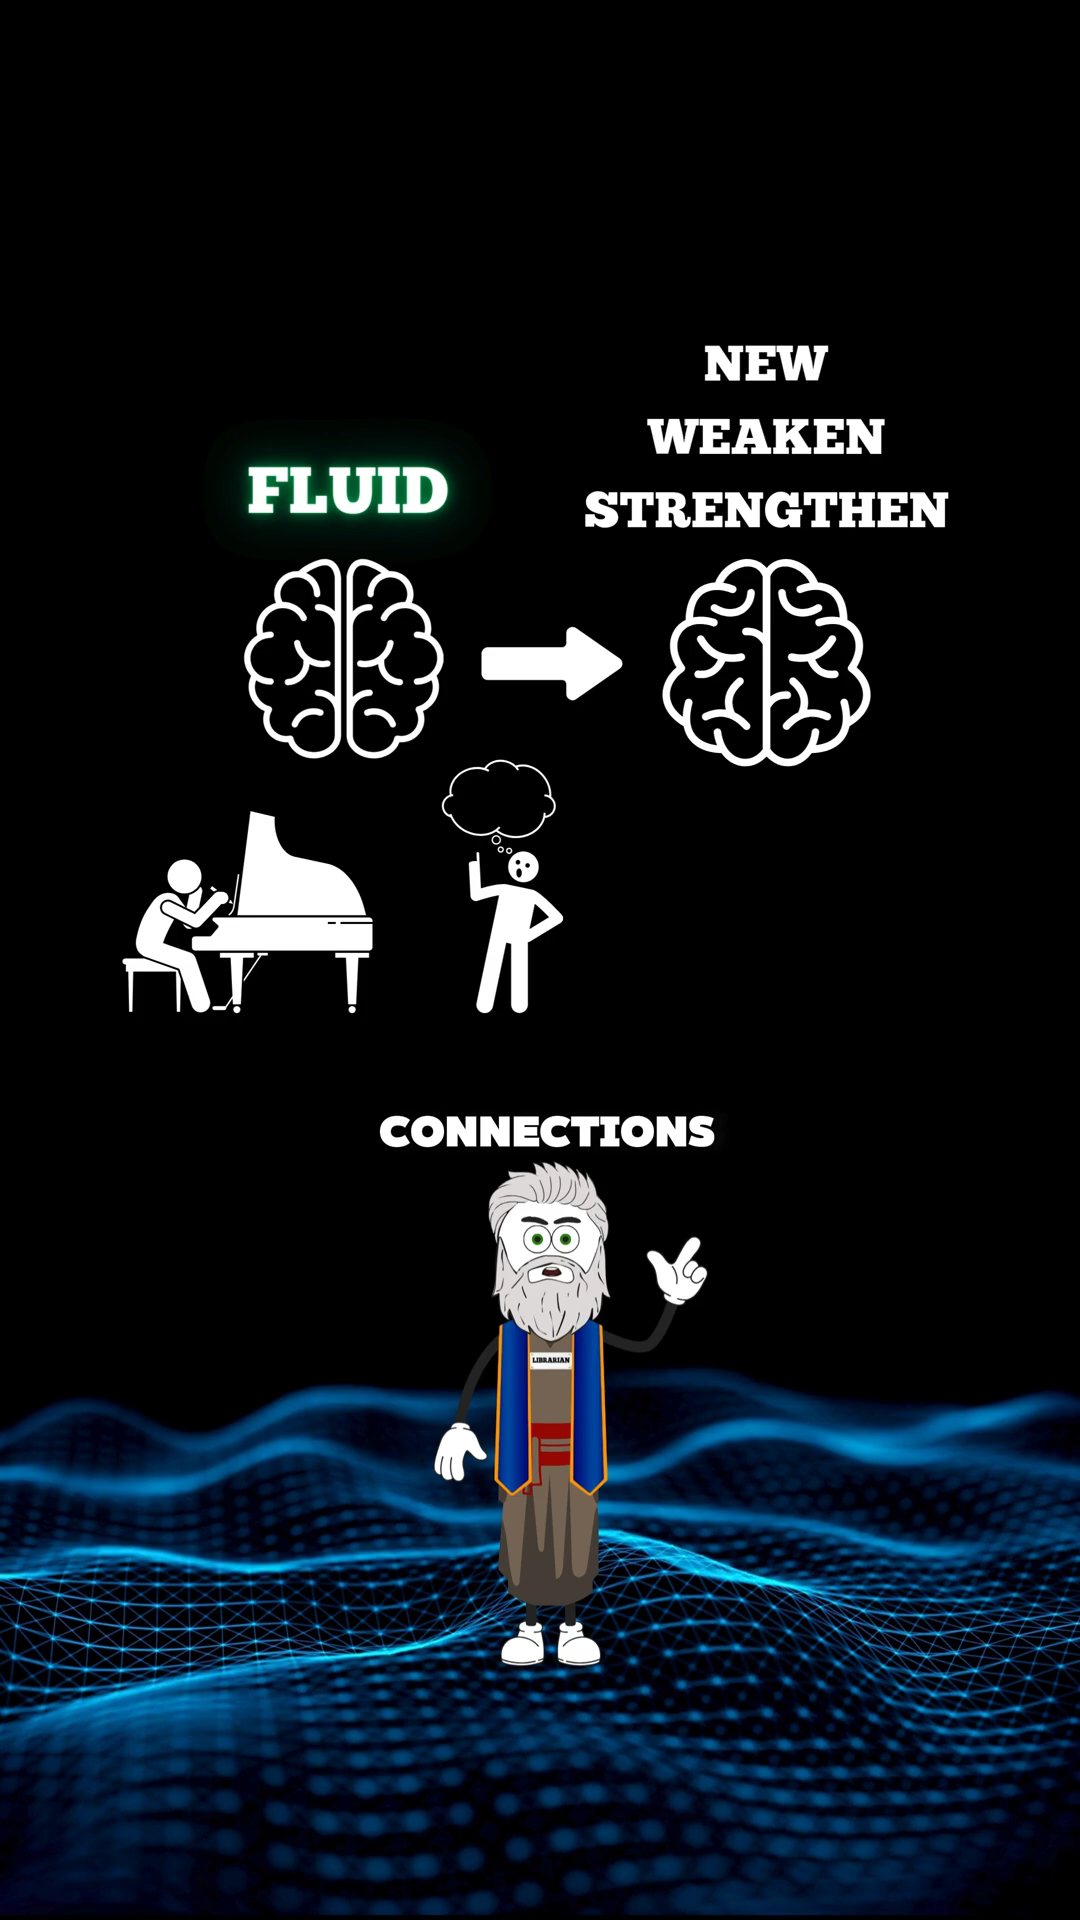 FLUID
NEW
WEAKEN
STRENGTHEN
CONNECTIONS
LIBRARIAN